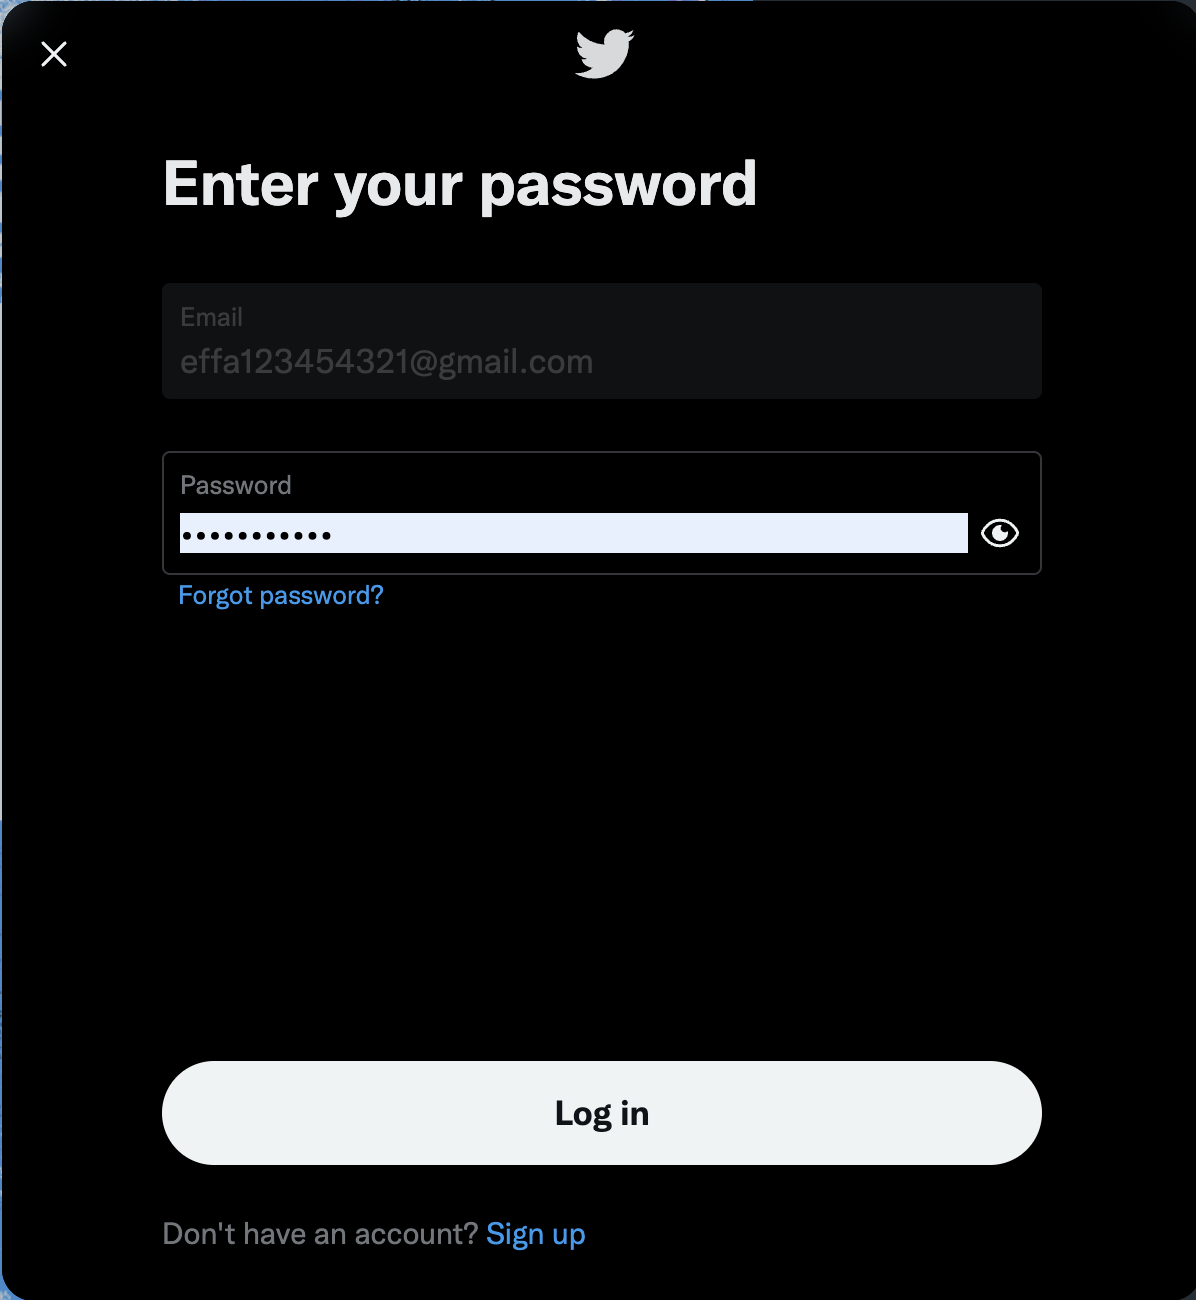 Enter your password
Email
effa123454321@gmail.com
Password
•••••••••••
Forgot password?
Log in
Don't have an account? Sign up